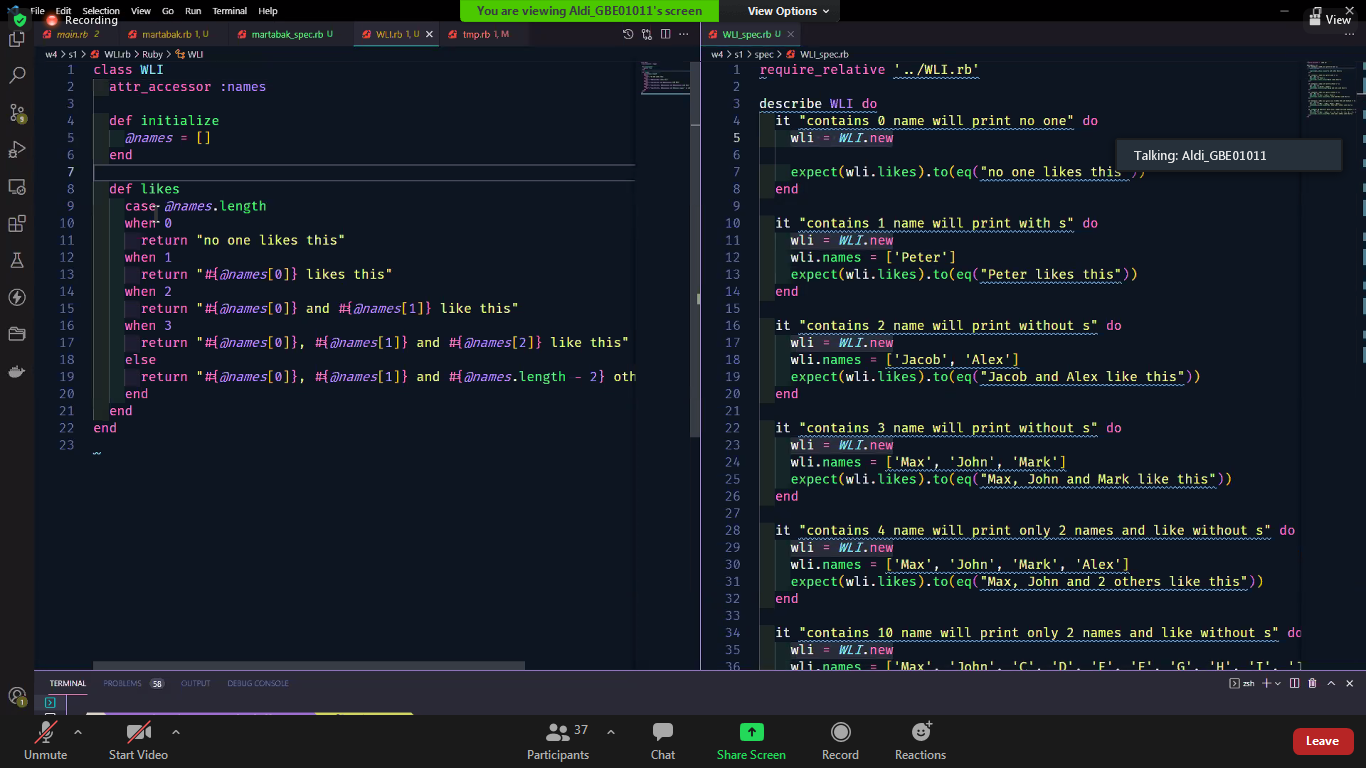 File Edit Selection View Go Run Terminal Help
Recording
You are viewing Aldi_GBE01011's screen
View Options
View
main.rb 2
martabak.rb 1, U
martabak_spec.rb U
WLI.rb 1, U
tmp.rb 1, M
WLI_spec.rb U
w4 > s1 > WLI.rb > Ruby > WLI
1 class WLI
2 attr_accessor :names
3
4 def initialize
5 @names = []
6 end
7
8 def likes
9 case @names.length
10 when 0
11 return "no one likes this"
12 when 1
13 return "#{@names[0]} likes this"
14 when 2
15 return "#{@names[0]} and #{@names[1]} like this"
16 when 3
17 return "#{@names[0]}, #{@names[1]} and #{@names[2]} like this"
18 else
19 return "#{@names[0]}, #{@names[1]} and #{@names.length - 2} oth
20 end
21 end
22 end
23
w4 > s1 > spec > WLI_spec.rb
1 require_relative '../WLI.rb'
2
3 describe WLI do
4 it "contains 0 name will print no one" do
5 wli = WLI.new
6
7 expect(wli.likes).to(eq("no one likes this"))
8 end
9
10 it "contains 1 name will print with s" do
11 wli = WLI.new
12 wli.names = ['Peter']
13 expect(wli.likes).to(eq("Peter likes this"))
14 end
15
16 it "contains 2 name will print without s" do
17 wli = WLI.new
18 wli.names = ['Jacob', 'Alex']
19 expect(wli.likes).to(eq("Jacob and Alex like this"))
20 end
21
22 it "contains 3 name will print without s" do
23 wli = WLI.new
24 wli.names = ['Max', 'John', 'Mark']
25 expect(wli.likes).to(eq("Max, John and Mark like this"))
26 end
27
28 it "contains 4 name will print only 2 names and like without s" do
29 wli = WLI.new
30 wli.names = ['Max', 'John', 'Mark', 'Alex']
31 expect(wli.likes).to(eq("Max, John and 2 others like this"))
32 end
33
34 it "contains 10 name will print only 2 names and like without s" do
35 wli = WLI.new
36 wli.names = ['Max', 'John', 'C', 'D', 'E', 'F', 'G', 'H', 'I', '
Talking: Aldi_GBE01011
TERMINAL PROBLEMS 58 OUTPUT DEBUG CONSOLE
zsh
Unmute
Start Video
Participants 37
Chat
Share Screen
Record
Reactions
Leave